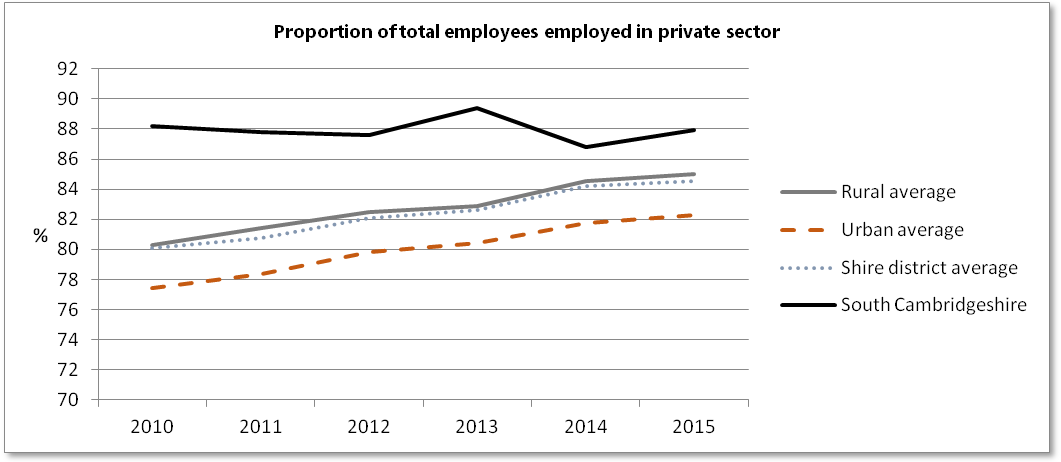 Proportion of total employees employed in private sector
92
90
88
86
84
82
80
78
76
74
72
70
%
2010 2011 2012 2013 2014 2015
Rural average
Urban average
Shire district average
South Cambridgeshire